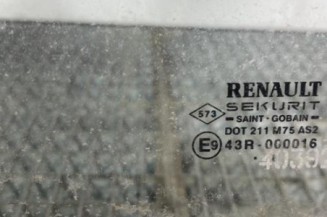 RENAULT
573 SEKURIT
SAINT-GOBAIN
DOT 211 M75 AS2
E9 43R-000016